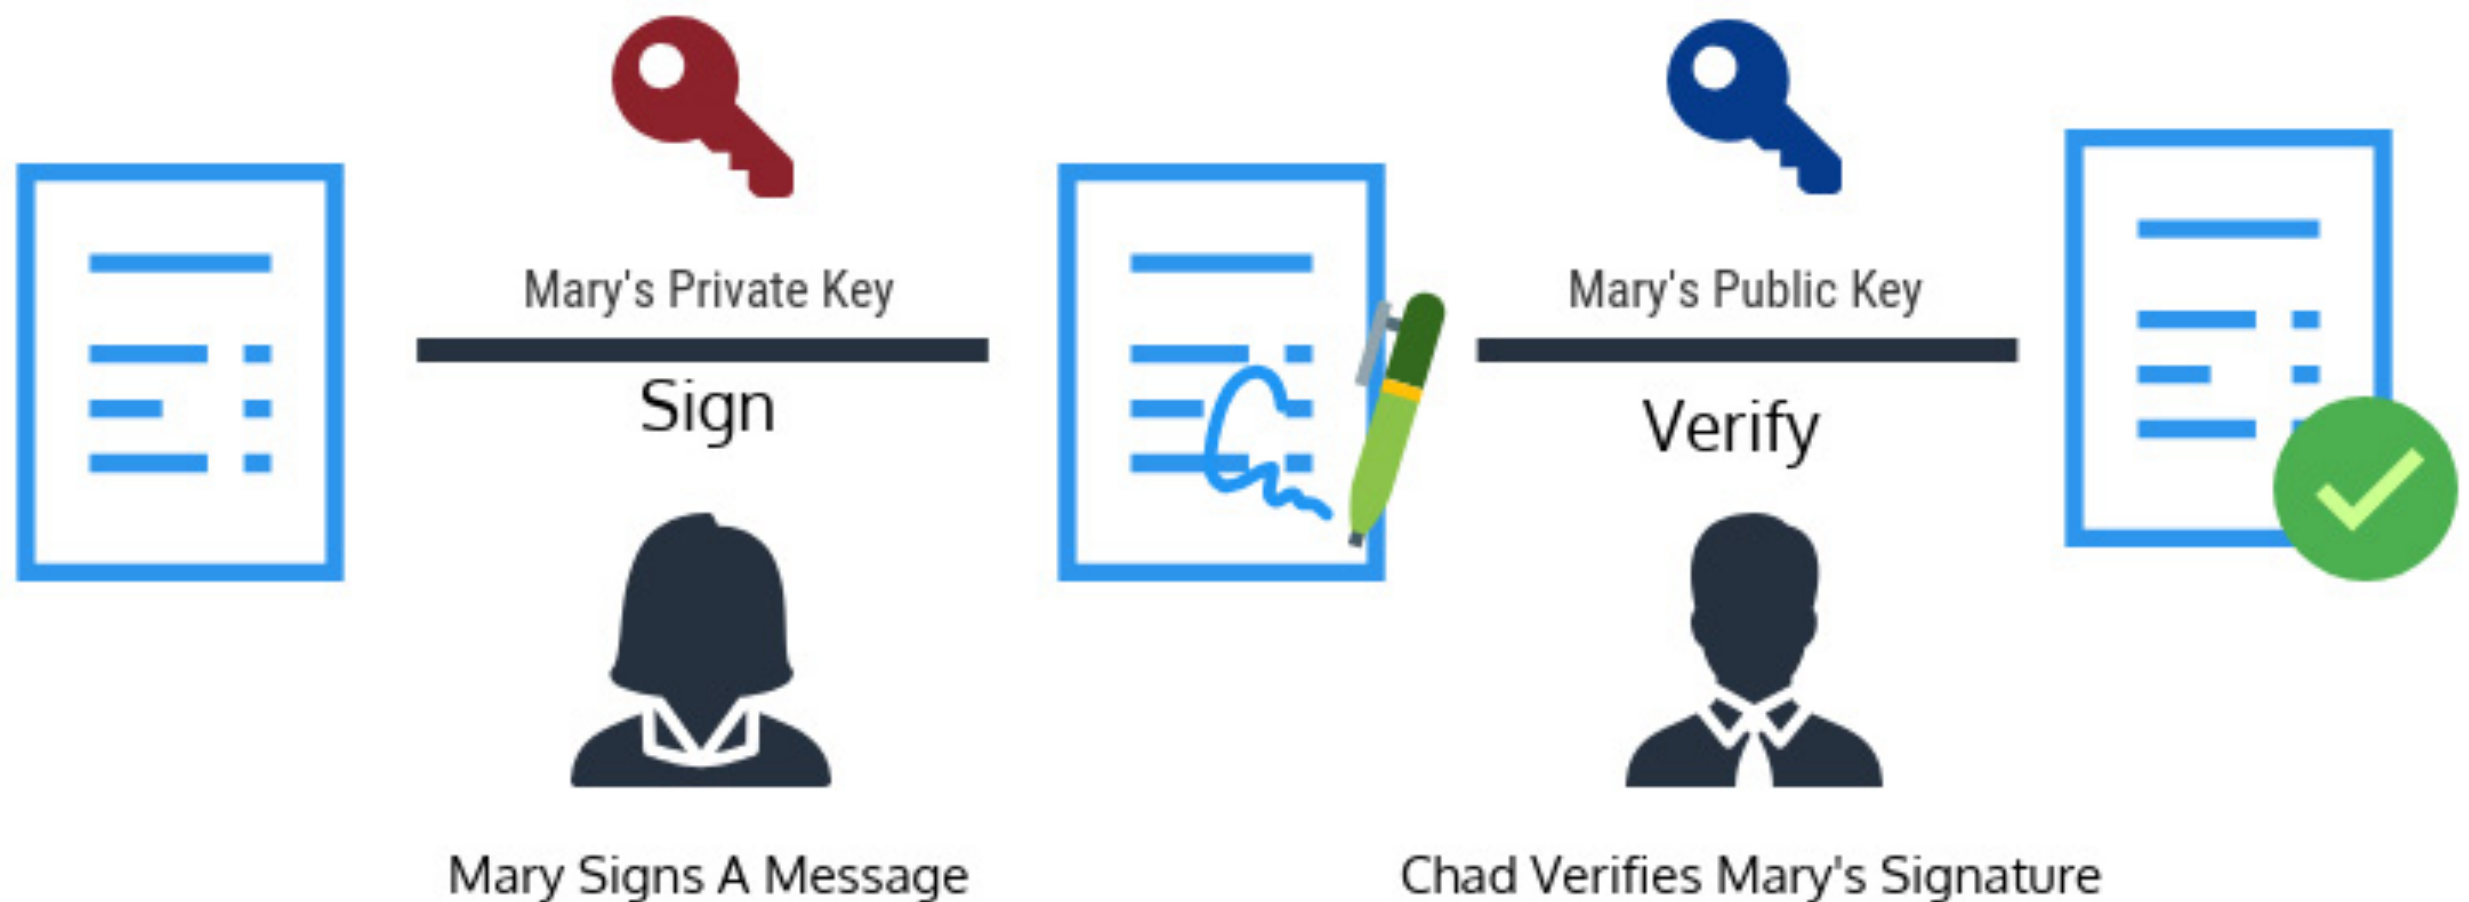 Mary's Private Key
Sign
Mary Signs A Message
Mary's Public Key
Verify
Chad Verifies Mary's Signature